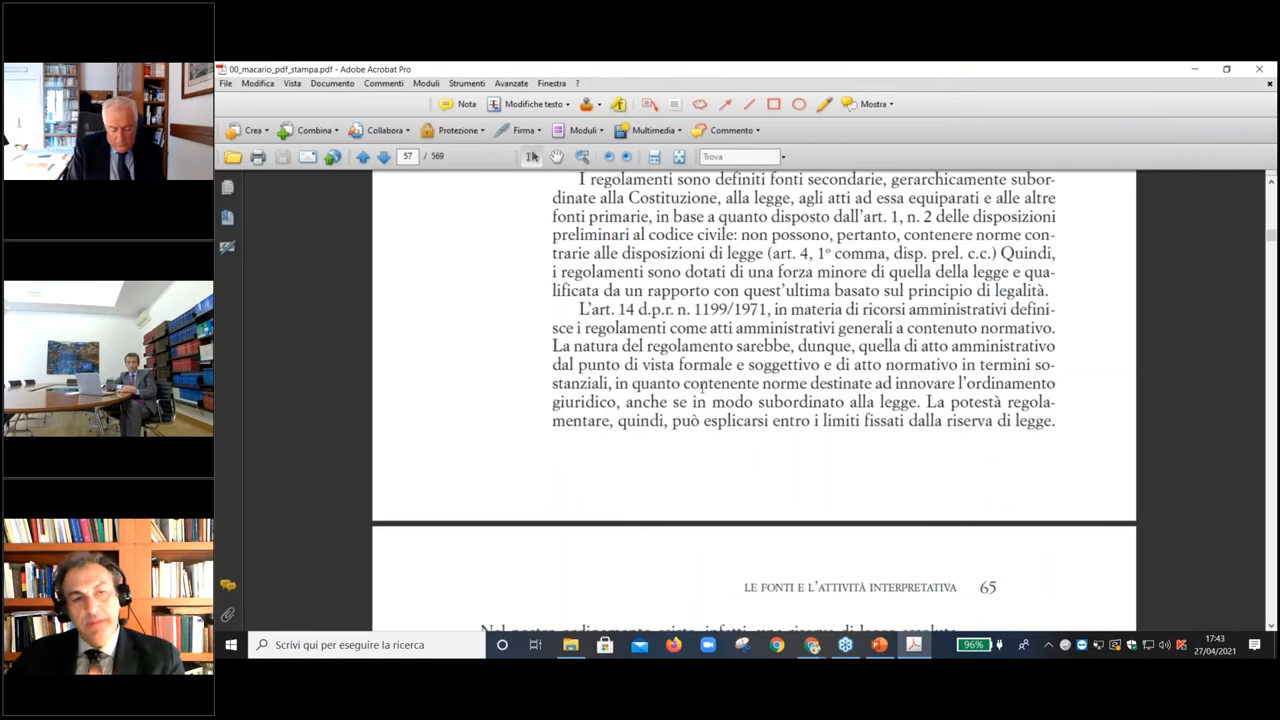 00_macario_pdf_stampa.pdf - Adobe Acrobat Pro
File Modifica Vista Documento Commenti Moduli Strumenti Avanzate Finestra ?
Nota Modifiche testo Mostra
Crea Combina Collabora Protezione Firma Moduli Multimedia Commento
57 / 569 Trova
I regolamenti sono definiti fonti secondarie, gerarchicamente subor-
dinate alla Costituzione, alla legge, agli atti ad essa equiparati e alle altre
fonti primarie, in base a quanto disposto dall'art. 1, n. 2 delle disposizioni
preliminari al codice civile: non possono, pertanto, contenere norme con-
trarie alle disposizioni di legge (art. 4, 1° comma, disp. prel. c.c.) Quindi,
i regolamenti sono dotati di una forza minore di quella della legge e qua-
lificata da un rapporto con quest'ultima basato sul principio di legalità.
L'art. 14 d.p.r. n. 1199/1971, in materia di ricorsi amministrativi defini-
sce i regolamenti come atti amministrativi generali a contenuto normativo.
La natura del regolamento sarebbe, dunque, quella di atto amministrativo
dal punto di vista formale e soggettivo e di atto normativo in termini so-
stanziali, in quanto contenente norme destinate ad innovare l'ordinamento
giuridico, anche se in modo subordinato alla legge. La potestà regola-
mentare, quindi, può esplicarsi entro i limiti fissati dalla riserva di legge.
LE FONTI E L'ATTIVITÀ INTERPRETATIVA 65
Nel nostro ordinamento esiste, infatti, una riserva di legge assoluta
Scrivi qui per eseguire la ricerca
96%
17:43
27/04/2021